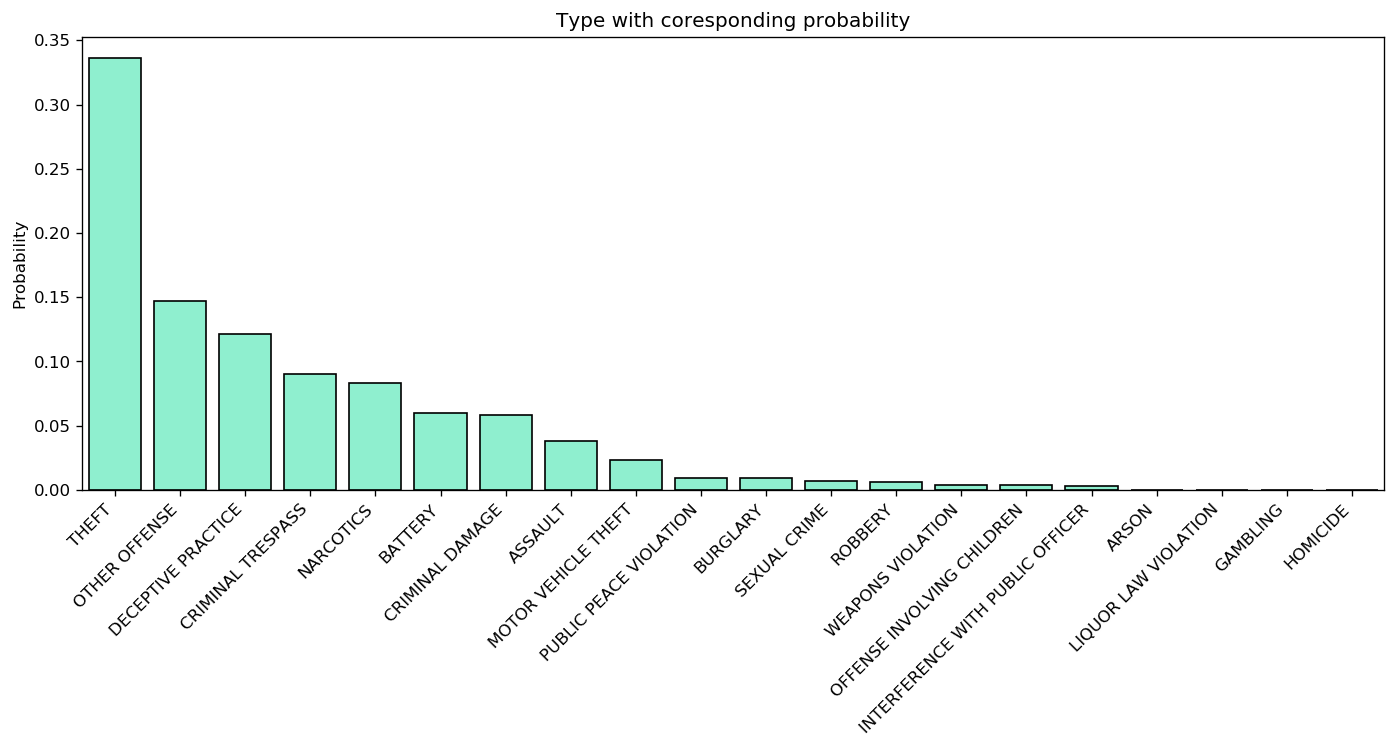 Type with coresponding probability
Probability
0.35
0.30
0.25
0.20
0.15
0.10
0.05
0.00
THEFT
OTHER OFFENSE
DECEPTIVE PRACTICE
CRIMINAL TRESPASS
NARCOTICS
BATTERY
CRIMINAL DAMAGE
ASSAULT
MOTOR VEHICLE THEFT
PUBLIC PEACE VIOLATION
BURGLARY
SEXUAL CRIME
ROBBERY
WEAPONS VIOLATION
OFFENSE INVOLVING CHILDREN
INTERFERENCE WITH PUBLIC OFFICER
ARSON
LIQUOR LAW VIOLATION
GAMBLING
HOMICIDE